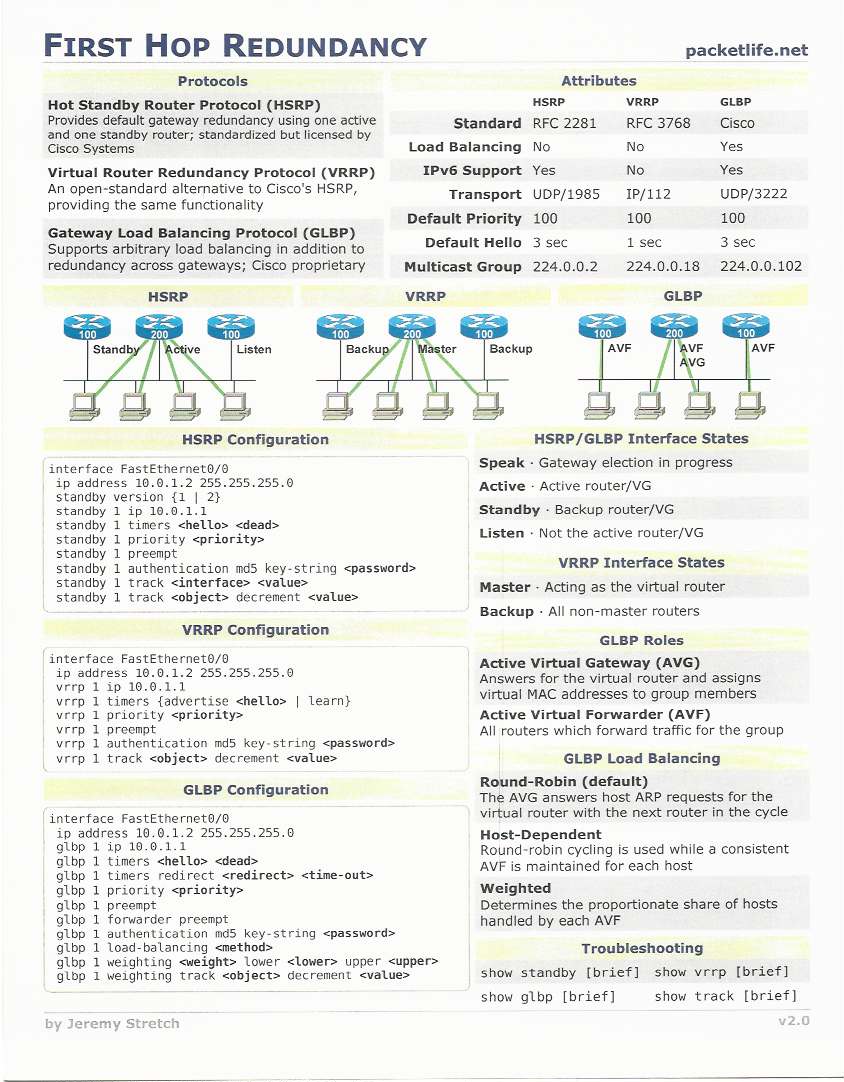 FIRST HOP REDUNDANCY
packetlife.net
Protocols
Hot Standby Router Protocol (HSRP)
Provides default gateway redundancy using one active
and one standby router; standardized but licensed by
Cisco Systems
Virtual Router Redundancy Protocol (VRRP)
An open-standard alternative to Cisco's HSRP,
providing the same functionality
Gateway Load Balancing Protocol (GLBP)
Supports arbitrary load balancing in addition to
redundancy across gateways; Cisco proprietary
Attributes
HSRP VRRP GLBP
Standard RFC 2281 RFC 3768 Cisco
Load Balancing No No Yes
IPv6 Support Yes No Yes
Transport UDP/1985 IP/112 UDP/3222
Default Priority 100 100 100
Default Hello 3 sec 1 sec 3 sec
Multicast Group 224.0.0.2 224.0.0.18 224.0.0.102
HSRP
100 200 100
Standby Active Listen
VRRP
100 200 100
Backup Master Backup
GLBP
100 200 100
AVF AVF AVF
AVG
HSRP Configuration
interface FastEthernet0/0
ip address 10.0.1.2 255.255.255.0
standby version {1 | 2}
standby 1 ip 10.0.1.1
standby 1 timers <hello> <dead>
standby 1 priority <priority>
standby 1 preempt
standby 1 authentication md5 key-string <password>
standby 1 track <interface> <value>
standby 1 track <object> decrement <value>
VRRP Configuration
interface FastEthernet0/0
ip address 10.0.1.2 255.255.255.0
vrrp 1 ip 10.0.1.1
vrrp 1 timers {advertise <hello> | learn}
vrrp 1 priority <priority>
vrrp 1 preempt
vrrp 1 authentication md5 key-string <password>
vrrp 1 track <object> decrement <value>
GLBP Configuration
interface FastEthernet0/0
ip address 10.0.1.2 255.255.255.0
glbp 1 ip 10.0.1.1
glbp 1 timers <hello> <dead>
glbp 1 timers redirect <redirect> <time-out>
glbp 1 priority <priority>
glbp 1 preempt
glbp 1 forwarder preempt
glbp 1 authentication md5 key-string <password>
glbp 1 load-balancing <method>
glbp 1 weighting <weight> lower <lower> upper <upper>
glbp 1 weighting track <object> decrement <value>
HSRP/GLBP Interface States
Speak · Gateway election in progress
Active · Active router/VG
Standby · Backup router/VG
Listen · Not the active router/VG
VRRP Interface States
Master · Acting as the virtual router
Backup · All non-master routers
GLBP Roles
Active Virtual Gateway (AVG)
Answers for the virtual router and assigns
virtual MAC addresses to group members
Active Virtual Forwarder (AVF)
All routers which forward traffic for the group
GLBP Load Balancing
Round-Robin (default)
The AVG answers host ARP requests for the
virtual router with the next router in the cycle
Host-Dependent
Round-robin cycling is used while a consistent
AVF is maintained for each host
Weighted
Determines the proportionate share of hosts
handled by each AVF
Troubleshooting
show standby [brief] show vrrp [brief]
show glbp [brief] show track [brief]
by Jeremy Stretch
v2.0